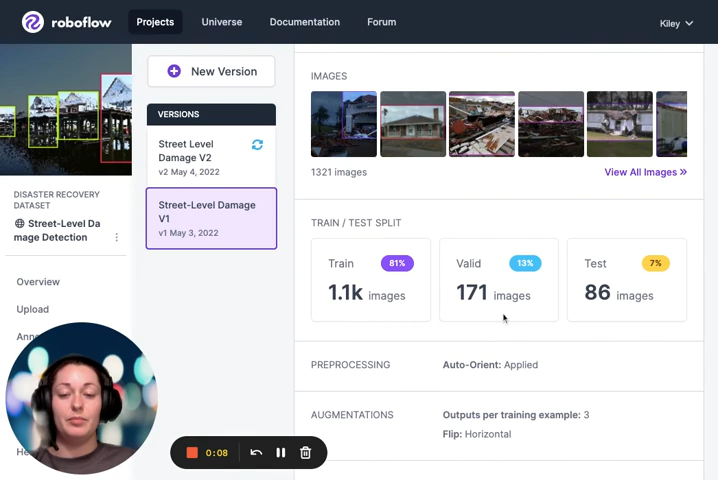 roboflow
Projects
Universe
Documentation
Forum
Kiley
New Version
VERSIONS
Street Level
Damage V2
v2 May 4, 2022
Street-Level Damage
V1
v1 May 3, 2022
DISASTER RECOVERY
DATASET
Street-Level Da
mage Detection
Overview
Upload
IMAGES
1321 images
View All Images »
TRAIN / TEST SPLIT
Train 81%
1.1k images
Valid 13%
171 images
Test 7%
86 images
PREPROCESSING
Auto-Orient: Applied
AUGMENTATIONS
Outputs per training example: 3
Flip: Horizontal
0:08